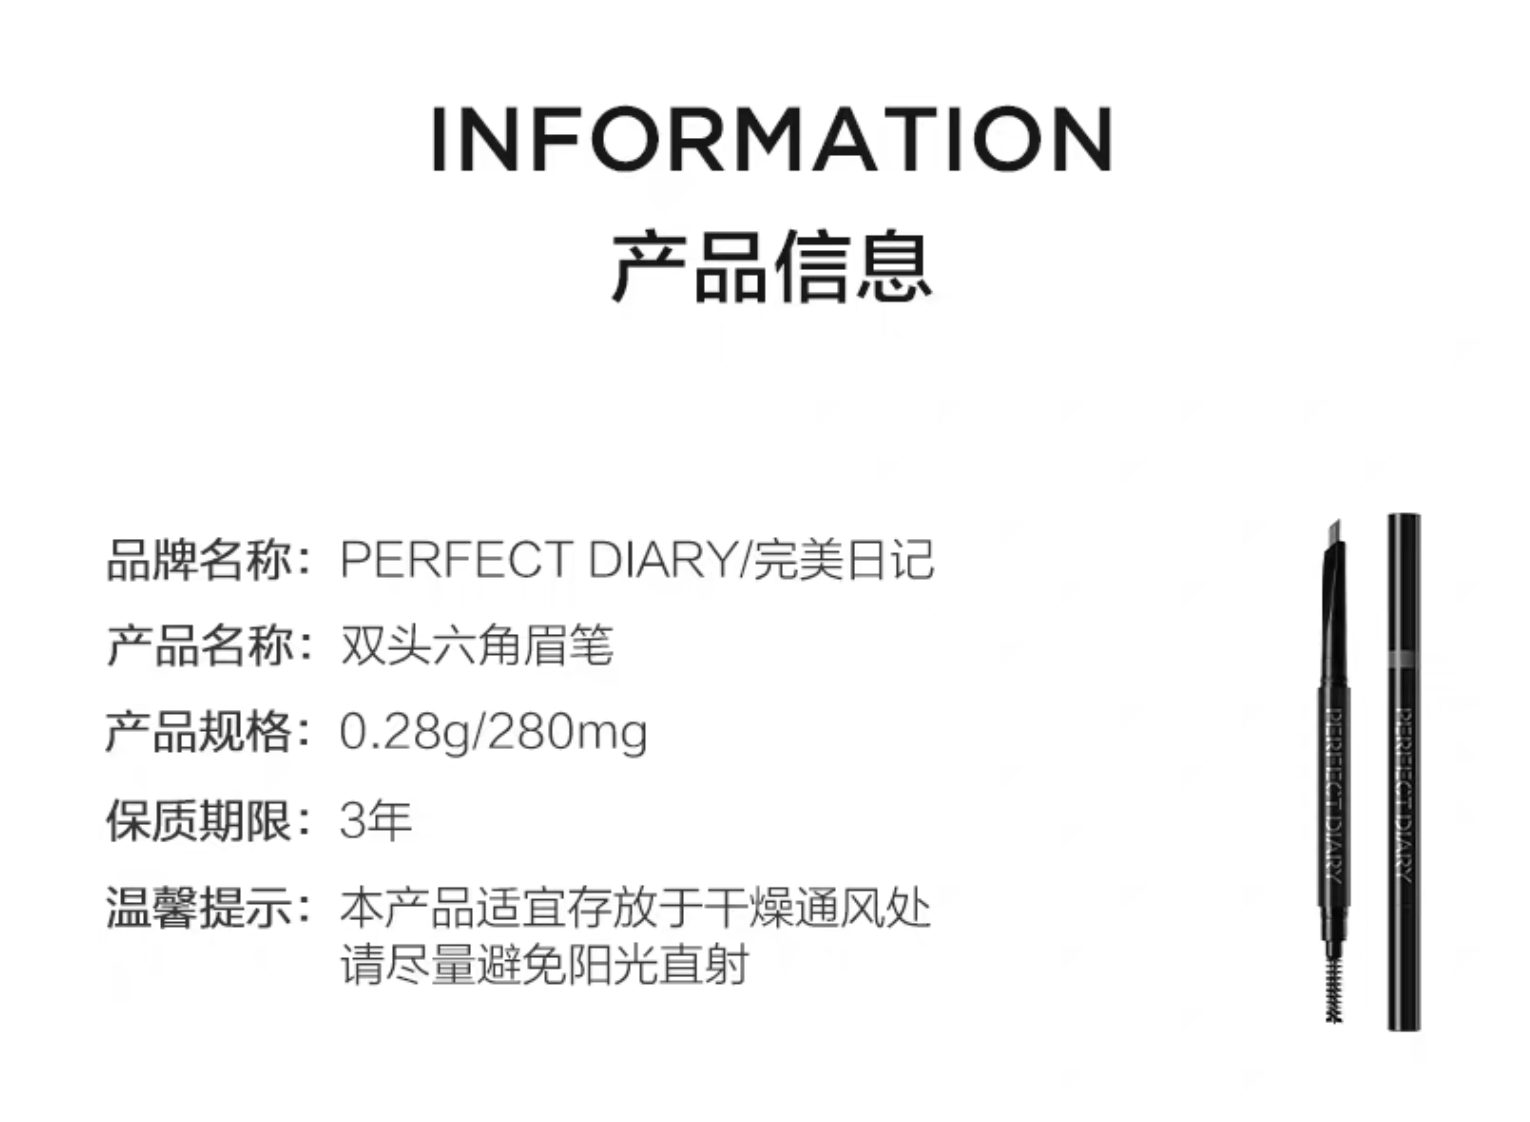 INFORMATION
产品信息
品牌名称：PERFECT DIARY/完美日记
产品名称：双头六角眉笔
产品规格：0.28g/280mg
保质期限：3年
温馨提示：本产品适宜存放于干燥通风处
请尽量避免阳光直射
PERFECT DIARY
PERFECT DIARY